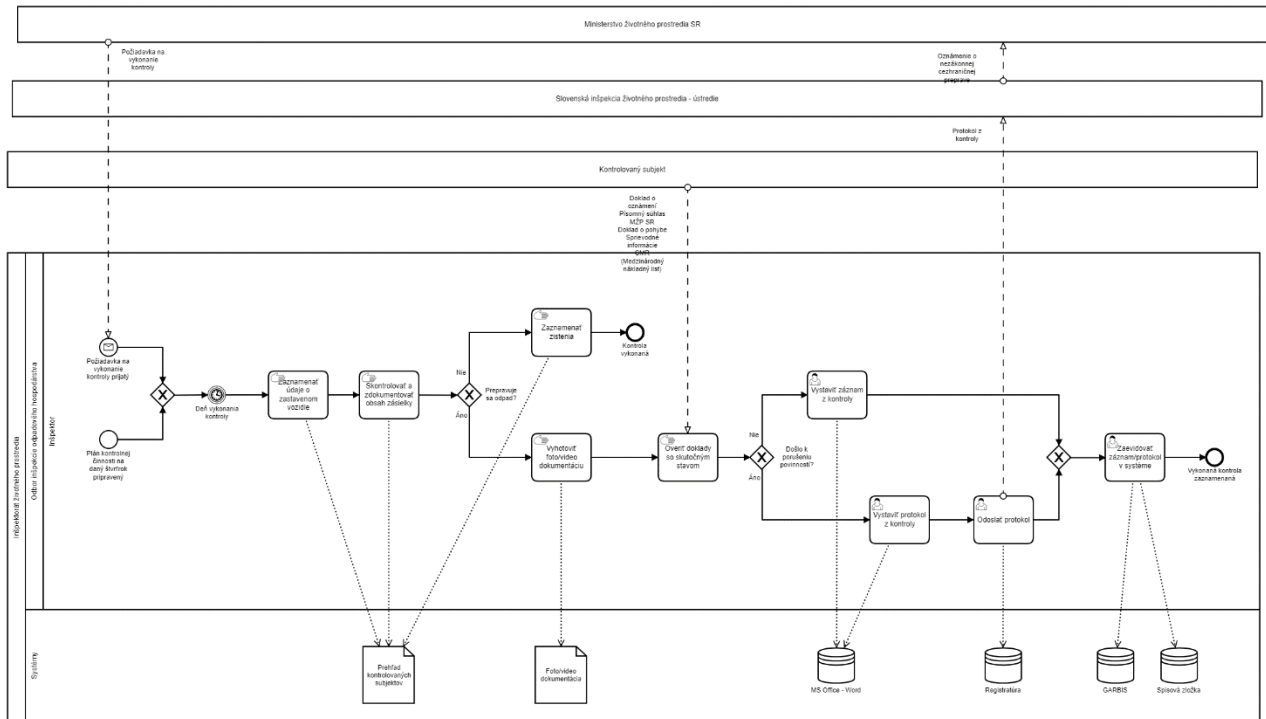 Ministerstvo životného prostredia SR
Požiadavka na
vykonanie
kontroly
Oznámenie o
nezákonnej
cezhraničnej
preprave
Slovenská inšpekcia životného prostredia - ústredie
Protokol z
kontroly
Kontrolovaný subjekt
Doklad o
oznámení
Písomný súhlas
MŽP SR
Doklad o pohybe
Sprievodné
informácie
CMR
(Medzinárodný
nákladný list)
Inšpektorát životného prostredia
Odbor inšpekcie odpadového hospodárstva
Inšpektor
Požiadavka na
vykonanie
kontroly prijatý
Plán kontrolnej
činnosti na
daný štvrťrok
pripravený
Deň vykonania
kontroly
Zaznamenať
údaje o
zastavenom
vozidle
Skontrolovať a
zdokumentovať
obsah zásielky
Nie
Prepravuje
sa odpad?
Áno
Zaznamenať
zistenia
Kontrola
vykonaná
Vyhotoviť
foto/video
dokumentáciu
Overiť doklady
so skutočným
stavom
Nie
Došlo k
porušeniu
povinností?
Áno
Vystaviť záznam
z kontroly
Vystaviť protokol
z kontroly
Odoslať protokol
Zaevidovať
záznam/protokol
v systéme
Vykonaná kontrola
zaznamenaná
Systémy
Prehľad
kontrolovaných
subjektov
Foto/video
dokumentácia
MS Office - Word
Registratúra
GARBIS
Spisová zložka